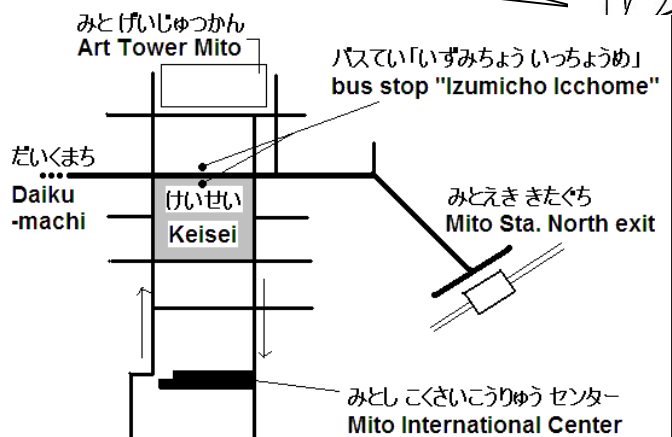 みと げいじゅつかん
Art Tower Mito
バスてい「いずみちょう いっちょうめ」
bus stop "Izumicho Icchome"
だいくまち
Daiku
-machi
けいせい
Keisei
みとえき きたぐち
Mito Sta. North exit
みとし こくさいこうりゅう センター
Mito International Center